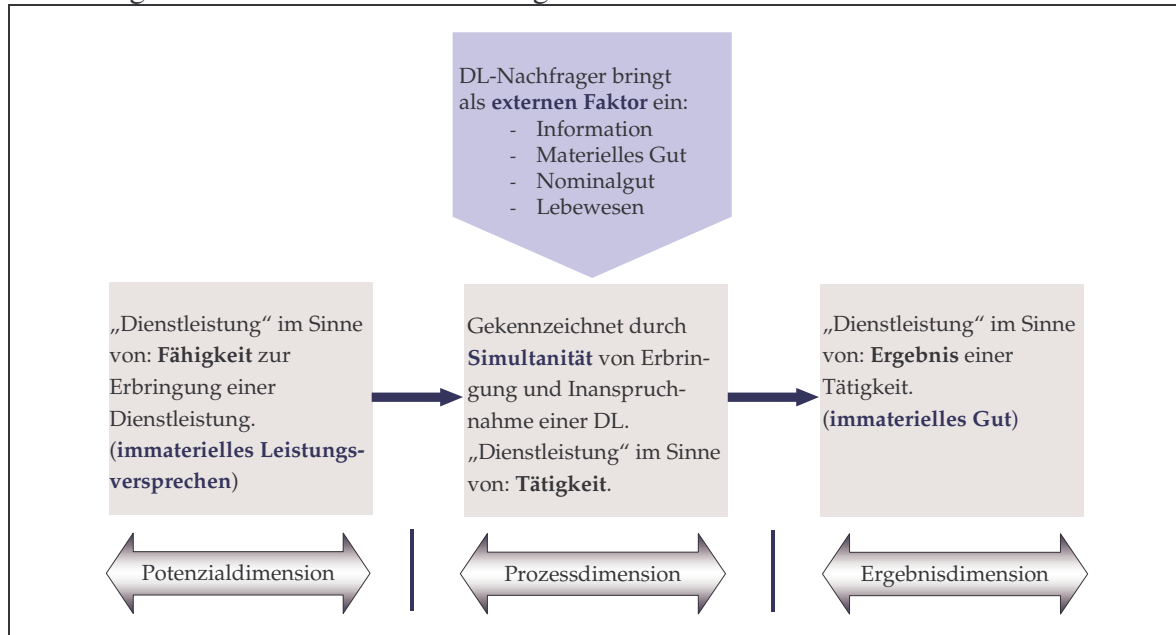 DL-Nachfrager bringt
als externen Faktor ein:
- Information
- Materielles Gut
- Nominalgut
- Lebewesen
„Dienstleistung“ im Sinne
von: Fähigkeit zur
Erbringung einer
Dienstleistung.
(immaterielles Leistungs-
versprechen)
Gekennzeichnet durch
Simultanität von Erbrin-
gung und Inanspruch-
nahme einer DL.
„Dienstleistung“ im Sinne
von: Tätigkeit.
„Dienstleistung“ im Sinne
von: Ergebnis einer
Tätigkeit.
(immaterielles Gut)
Potenzialdimension
Prozessdimension
Ergebnisdimension